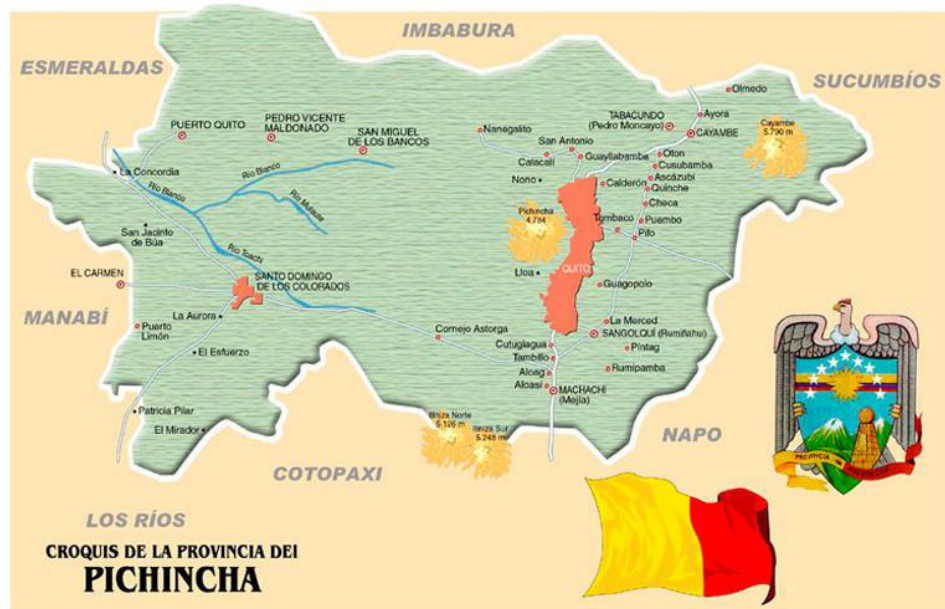 IMBABURA
ESMERALDAS
SUCUMBÍOS
Olmedo
TABACUNDO
(Pedro Moncayo)
Ayora
CAYAMBE
Cayambe
5.790 m
PUERTO QUITO
PEDRO VICENTE
MALDONADO
SAN MIGUEL
DE LOS BANCOS
Nanegalito
San Antonio
Calacalí
Guayllabamba
Oton
Cusubamba
Ascázubi
Quinche
Checa
Puembo
Pifo
Nono
Calderón
Tumbaco
La Concordia
Río Blanco
Río Blanco
Río Mulaute
Río Toachi
San Jacinto
de Búa
Pichincha
4.784
Lloa
QUITO
Guagopolo
EL CARMEN
SANTO DOMINGO
DE LOS COLORADOS
MANABÍ
La Aurora
Puerto
Limón
Cornejo Astorga
La Merced
SANGOLQUÍ (Rumiñahui)
Cutuglagua
Tambillo
Píntag
El Esfuerzo
Aloag
Rumipamba
Aloasí
MACHACHI
(Mejía)
Patricia Pilar
El Mirador
Iliniza Norte
5.126 m
Iliniza Sur
5.248 m
NAPO
COTOPAXI
PROVINCIA
LOS RÍOS
CROQUIS DE LA PROVINCIA DEl
PICHINCHA